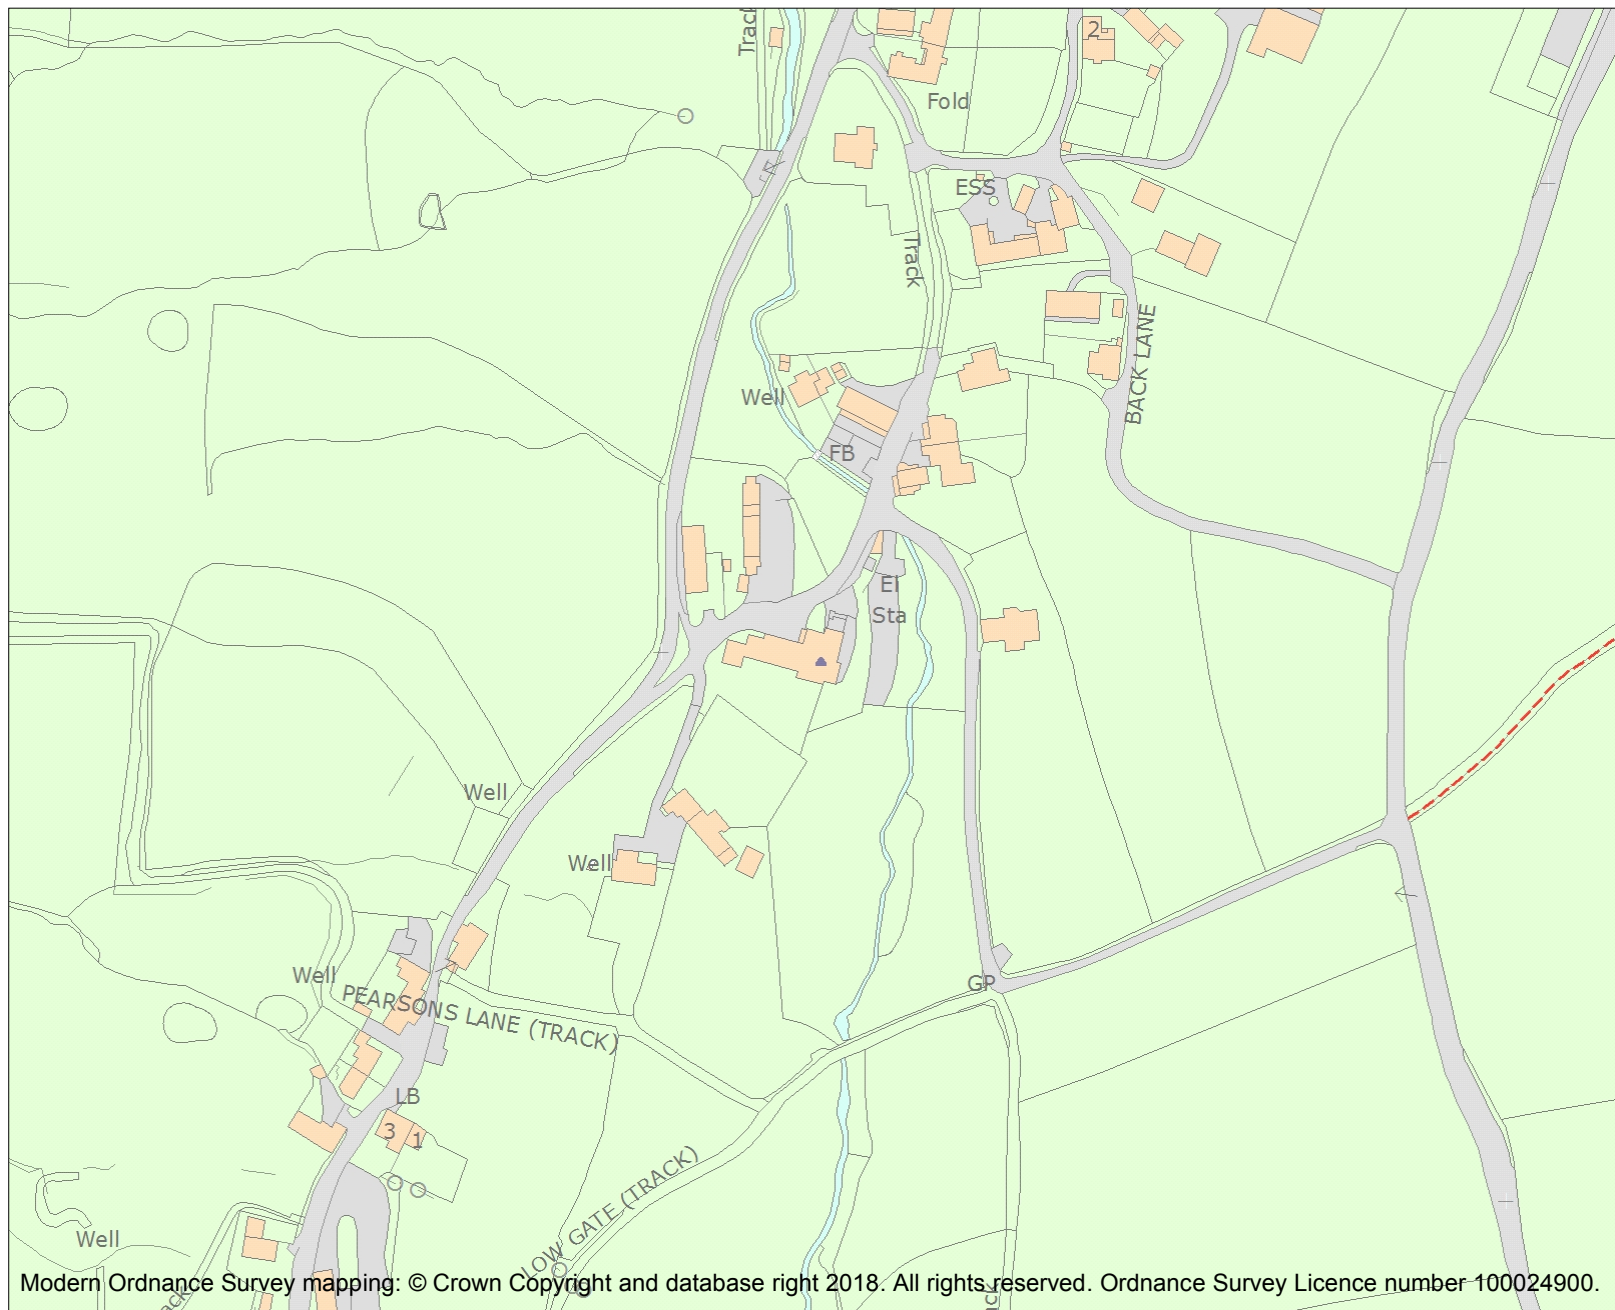 Track
2
Fold
ESS
Track
BACK LANE
Well
FB
El
Sta
Well
Well
Well
GP
PEARSONS LANE (TRACK)
LB
3
1
LOW GATE (TRACK)
Well
Modern Ordnance Survey mapping: © Crown Copyright and database right 2018. All rights reserved. Ordnance Survey Licence number 100024900.